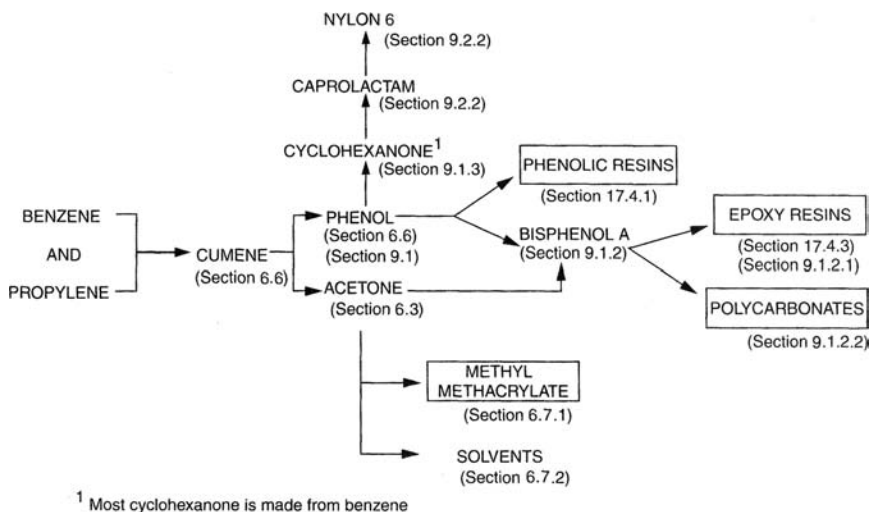 NYLON 6
(Section 9.2.2)
CAPROLACTAM
(Section 9.2.2)
CYCLOHEXANONE1
(Section 9.1.3)
PHENOLIC RESINS
(Section 17.4.1)
BENZENE
AND
PROPYLENE
CUMENE
(Section 6.6)
PHENOL
(Section 6.6)
(Section 9.1)
ACETONE
(Section 6.3)
BISPHENOL A
(Section 9.1.2)
EPOXY RESINS
(Section 17.4.3)
(Section 9.1.2.1)
POLYCARBONATES
(Section 9.1.2.2)
METHYL
METHACRYLATE
(Section 6.7.1)
SOLVENTS
(Section 6.7.2)
1 Most cyclohexanone is made from benzene